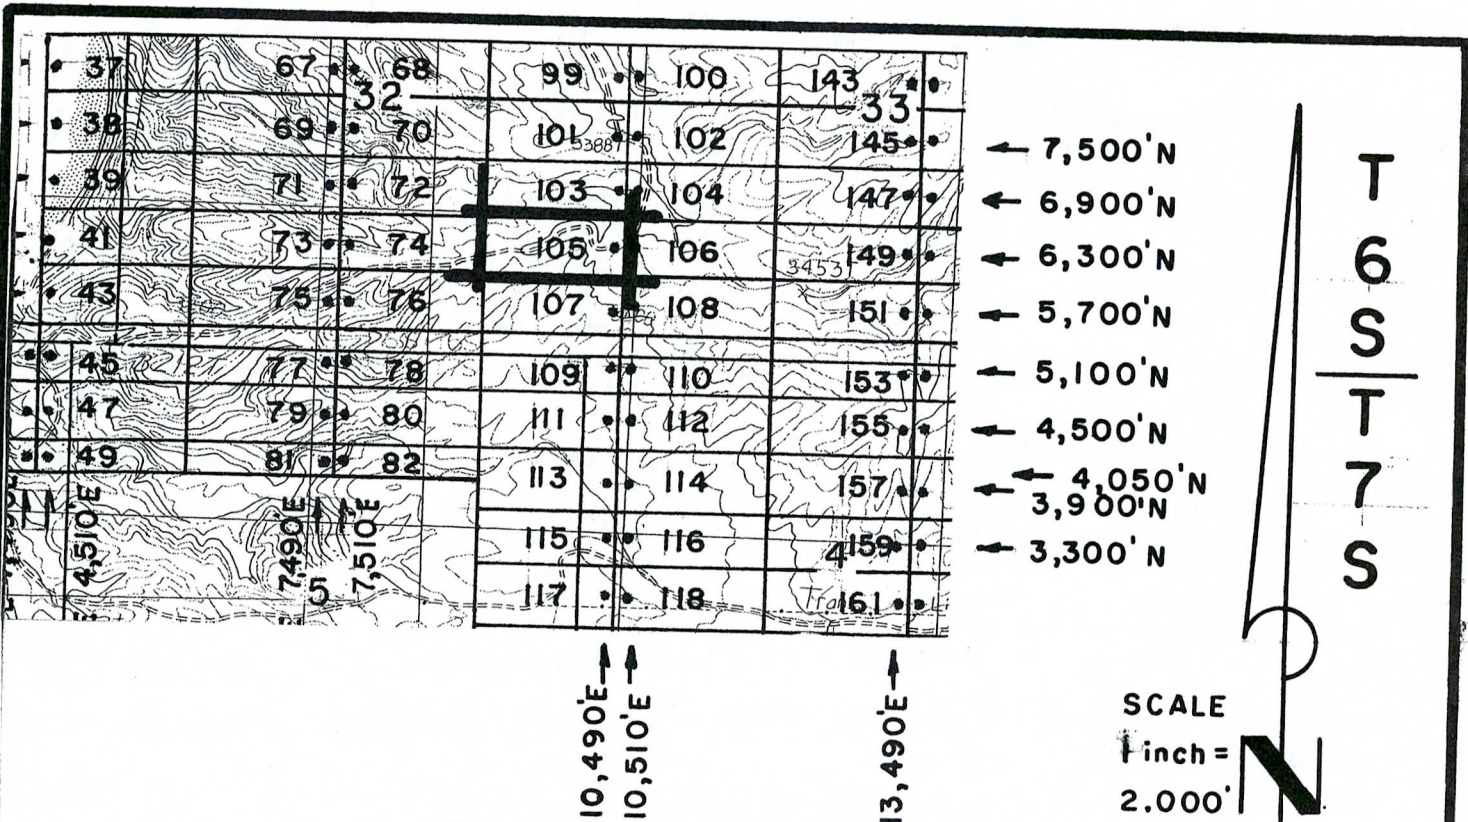 37 67 68 99 100 143
32 33
38 69 70 101 5388 102 145
7,500'N
39 71 72 103 104 147
6,900'N
41 73 74 105 106 149
3453
6,300'N
43 75 76 107 108 151
5,700'N
45 77 78 109 110 153
5,100'N
47 79 80 111 112 155
4,500'N
49 81 82 113 114 157
4,050'N
3,900'N
115 116 4 159
3,300'N
117 118 161
4,510'E
7,490'E
5
7,510'E
10,490'E
10,510'E
13,490'E
T
6
S
T
7
S
SCALE
1 inch =
2.000'
N